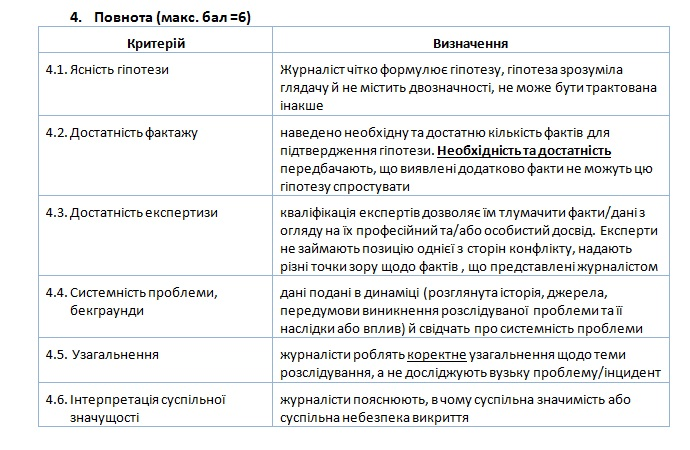 4. Повнота (макс. бал =6)
Критерій
Визначення
4.1. Ясність гіпотези
Журналіст чітко формулює гіпотезу, гіпотеза зрозуміла
глядачу й не містить двозначності, не може бути трактована
інакше
4.2. Достатність фактажу
наведено необхідну та достатню кількість фактів для
підтвердження гіпотези. Необхідність та достатність
передбачають, що виявлені додатково факти не можуть цю
гіпотезу спростувати
4.3. Достатність експертизи
кваліфікація експертів дозволяє їм тлумачити факти/дані з
огляду на їх професійний та/або особистий досвід. Експерти
не займають позицію однієї з сторін конфлікту, надають
різні точки зору щодо фактів , що представлені журналістом
4.4. Системність проблеми,
бекграунди
дані подані в динаміці (розглянута історія, джерела,
передумови виникнення розслідуваної проблеми та її
наслідки або вплив) й свідчать про системність проблеми
4.5. Узагальнення
журналісти роблять коректне узагальнення щодо теми
розслідування, а не досліджують вузьку проблему/інцидент
4.6. Інтерпретація суспільної
значущості
журналісти пояснюють, в чому суспільна значимість або
суспільна небезпека викриття